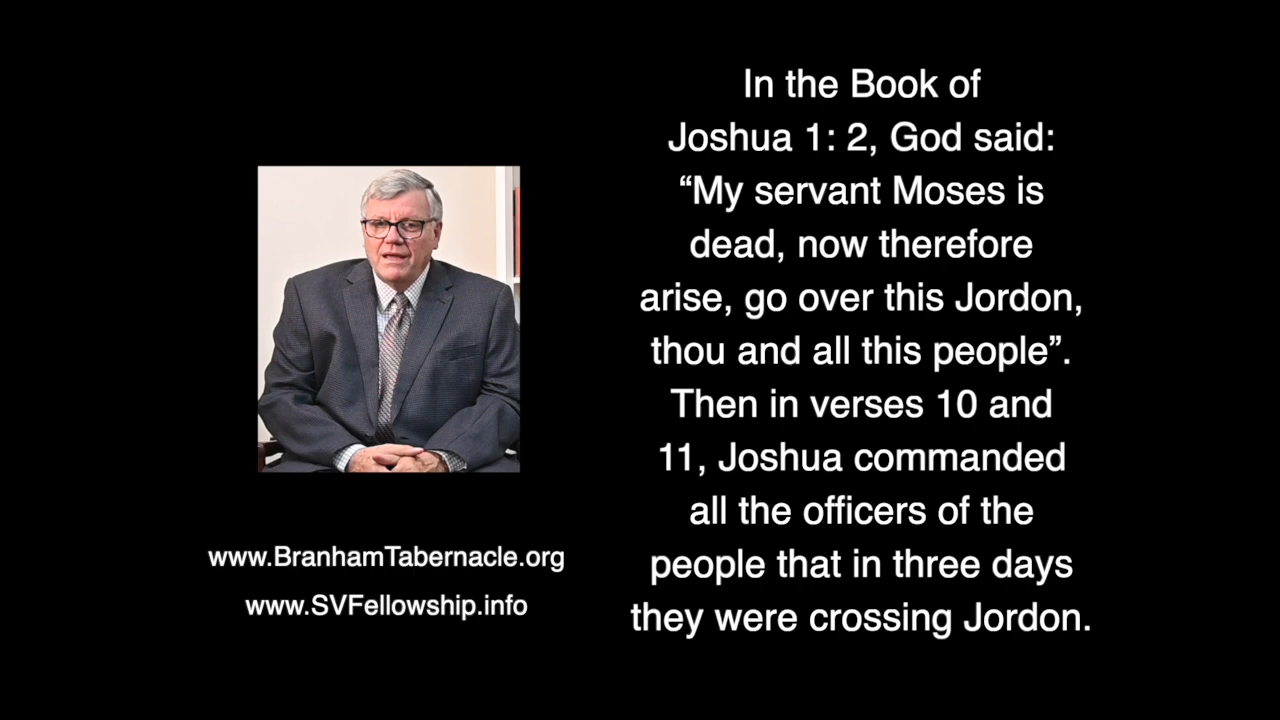 In the Book of
Joshua 1: 2, God said:
“My servant Moses is
dead, now therefore
arise, go over this Jordon,
thou and all this people”.
Then in verses 10 and
11, Joshua commanded
all the officers of the
people that in three days
they were crossing Jordon.
www.BranhamTabernacle.org
www.SVFellowship.info